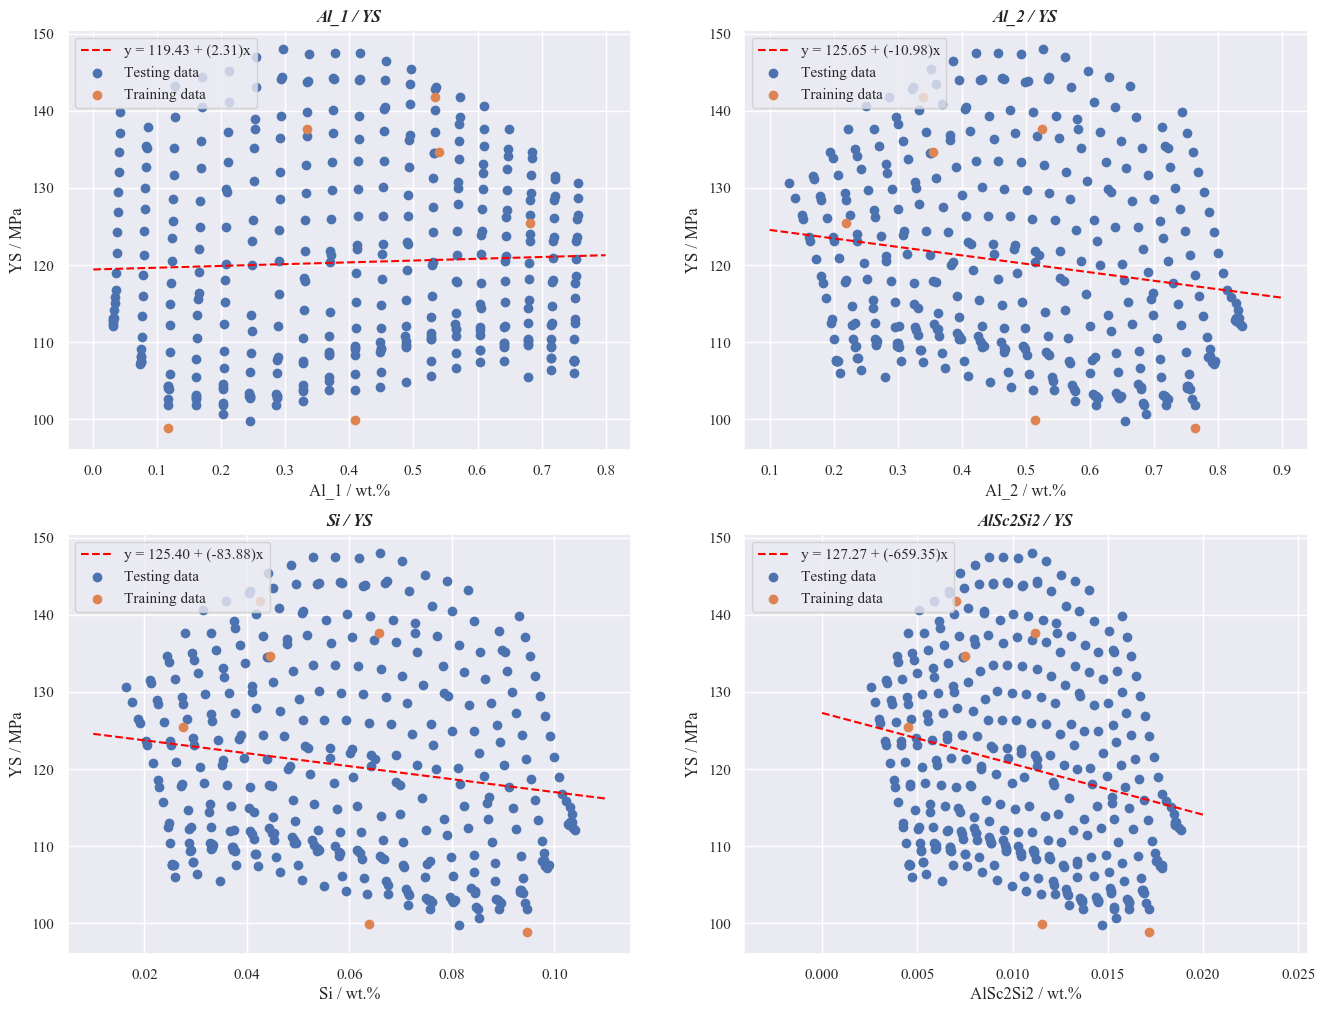 Al_1 / YS
y = 119.43 + (2.31)x
Testing data
Training data
150
140
130
120
110
100
YS / MPa
0.0 0.1 0.2 0.3 0.4 0.5 0.6 0.7 0.8
Al_1 / wt.%
Al_2 / YS
y = 125.65 + (-10.98)x
Testing data
Training data
150
140
130
120
110
100
YS / MPa
0.1 0.2 0.3 0.4 0.5 0.6 0.7 0.8 0.9
Al_2 / wt.%
Si / YS
y = 125.40 + (-83.88)x
Testing data
Training data
150
140
130
120
110
100
YS / MPa
0.02 0.04 0.06 0.08 0.10
Si / wt.%
AlSc2Si2 / YS
y = 127.27 + (-659.35)x
Testing data
Training data
150
140
130
120
110
100
YS / MPa
0.000 0.005 0.010 0.015 0.020 0.025
AlSc2Si2 / wt.%